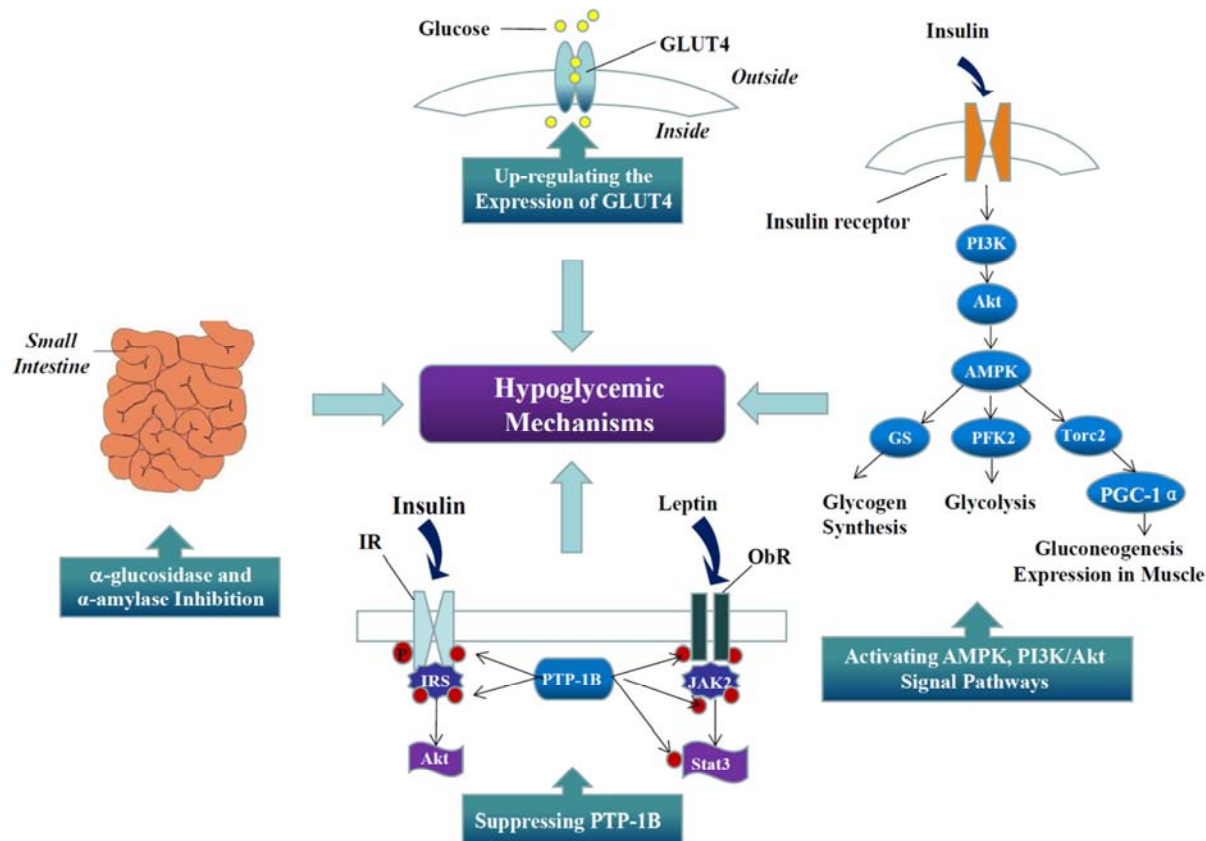 Glucose
GLUT4
Outside
Inside
Up-regulating the
Expression of GLUT4
Insulin
Insulin receptor
PI3K
Akt
AMPK
GS
PFK2
Torc2
PGC-1 α
Glycogen
Synthesis
Glycolysis
Gluconeogenesis
Expression in Muscle
Activating AMPK, PI3K/Akt
Signal Pathways
Small
Intestine
α-glucosidase and
α-amylase Inhibition
Hypoglycemic
Mechanisms
Insulin
Leptin
IR
ObR
P
IRS
PTP-1B
JAK2
Akt
Stat3
Suppressing PTP-1B